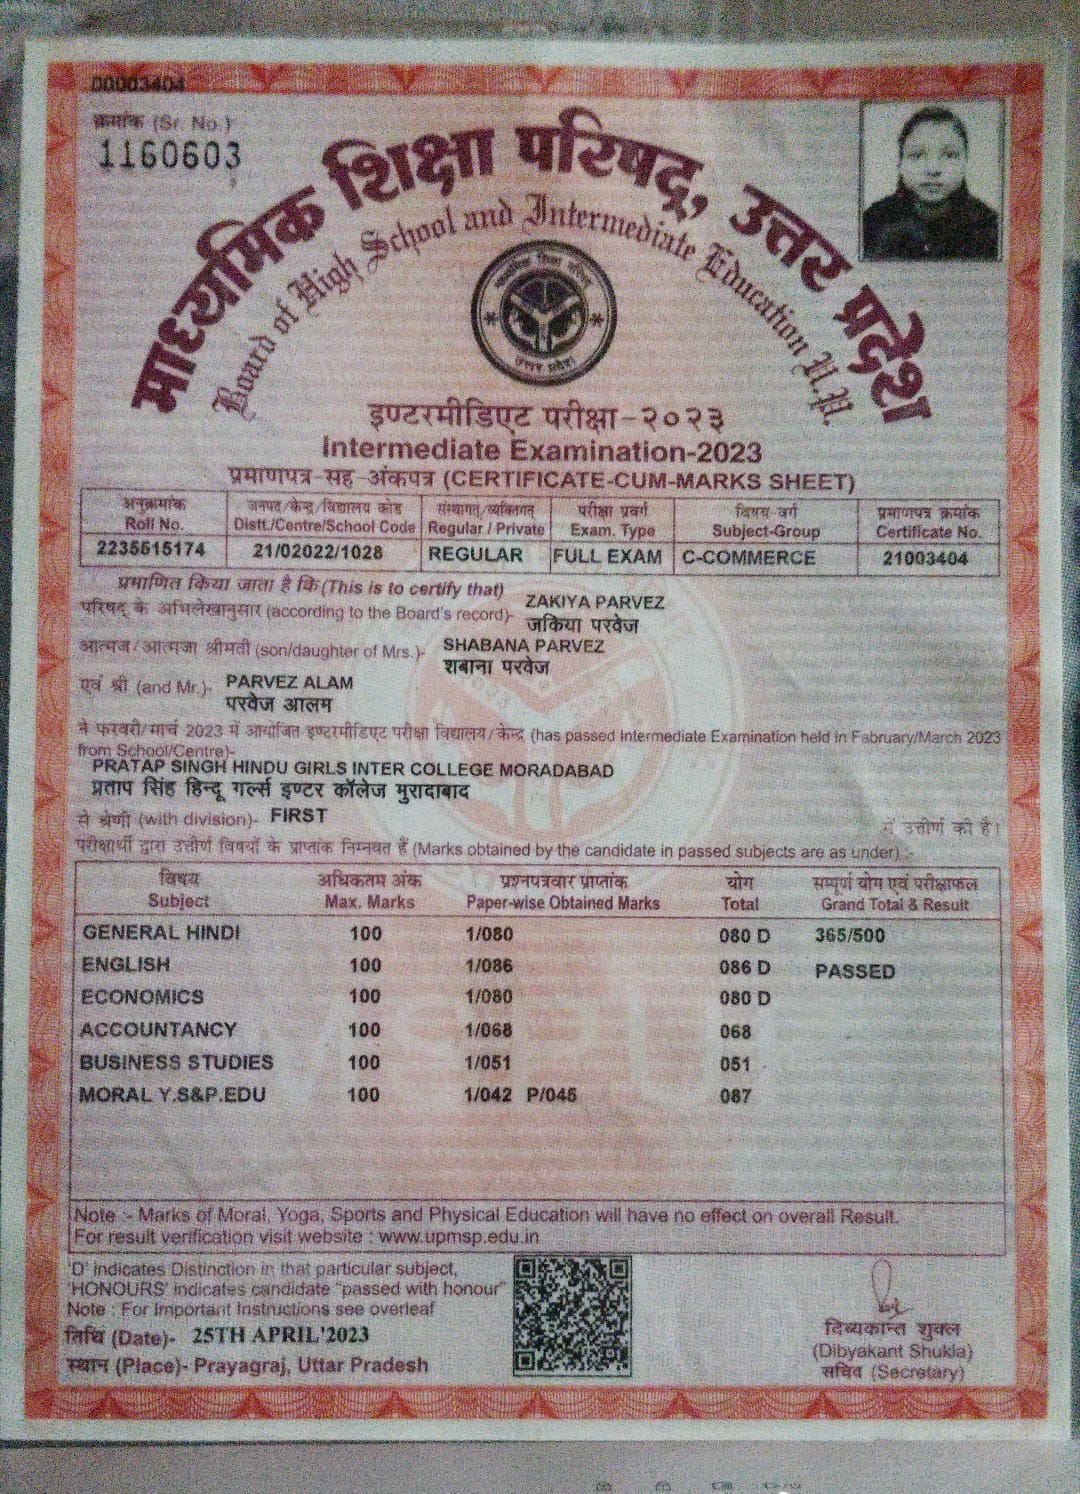 00003404
क्रमांक (Sr. No.)
1160603
माध्यमिक शिक्षा परिषद्, उत्तर प्रदेश
Board of High School and Intermediate Education U.P.
माध्यमिक शिक्षा परिषद्
उत्तर प्रदेश
इण्टरमीडिएट परीक्षा-२०२३
Intermediate Examination-2023
प्रमाणपत्र-सह-अंकपत्र (CERTIFICATE-CUM-MARKS SHEET)
अनुक्रमांक जनपद/केन्द्र/विद्यालय कोड संस्थागत/व्यक्तिगत परीक्षा प्रवर्ग विषय वर्ग प्रमाणपत्र क्रमांक
Roll No. Distt./Centre/School Code Regular / Private Exam. Type Subject-Group Certificate No.
2235515174 21/02022/1028 REGULAR FULL EXAM C-COMMERCE 21003404
प्रमाणित किया जाता है कि (This is to certify that)
परिषद् के अभिलेखानुसार (according to the Board's record)- ZAKIYA PARVEZ
जकिया परवेज
आत्मज/आत्मजा श्रीमती (son/daughter of Mrs.)- SHABANA PARVEZ
शबाना परवेज
एवं श्री (and Mr.)- PARVEZ ALAM
परवेज आलम
ने फरवरी/मार्च 2023 में आयोजित इण्टरमीडिएट परीक्षा विद्यालय/केन्द्र (has passed Intermediate Examination held in Fabruary/March 2023
from School/Centre)-
PRATAP SINGH HINDU GIRLS INTER COLLEGE MORADABAD
प्रताप सिंह हिन्दू गर्ल्स इण्टर कॉलेज मुरादाबाद
से श्रेणी (with division)- FIRST में उत्तीर्ण की है।
परीक्षार्थी द्वारा उत्तीर्ण विषयों के प्राप्तांक निम्नवत हैं (Marks obtained by the candidate in passed subjects are as under) :-
विषय अधिकतम अंक प्रश्नपत्रवार प्राप्तांक योग सम्पूर्ण योग एवं परीक्षाफल
Subject Max. Marks Paper-wise Obtained Marks Total Grand Total & Result
GENERAL HINDI 100 1/080 080 D 365/500
ENGLISH 100 1/086 086 D PASSED
ECONOMICS 100 1/080 080 D
ACCOUNTANCY 100 1/068 068
BUSINESS STUDIES 100 1/051 051
MORAL Y.S&P.EDU 100 1/042 P/045 087
Note :- Marks of Moral, Yoga, Sports and Physical Education will have no effect on overall Result.
For result verification visit website : www.upmsp.edu.in
'D' indicates Distinction in that particular subject,
'HONOURS' indicates candidate "passed with honour"
Note : For Important Instructions see overleaf
तिथि (Date)- 25TH APRIL'2023
स्थान (Place)- Prayagraj, Uttar Pradesh
दिव्यकान्त शुक्ल
(Dibyakant Shukla)
सचिव (Secretary)